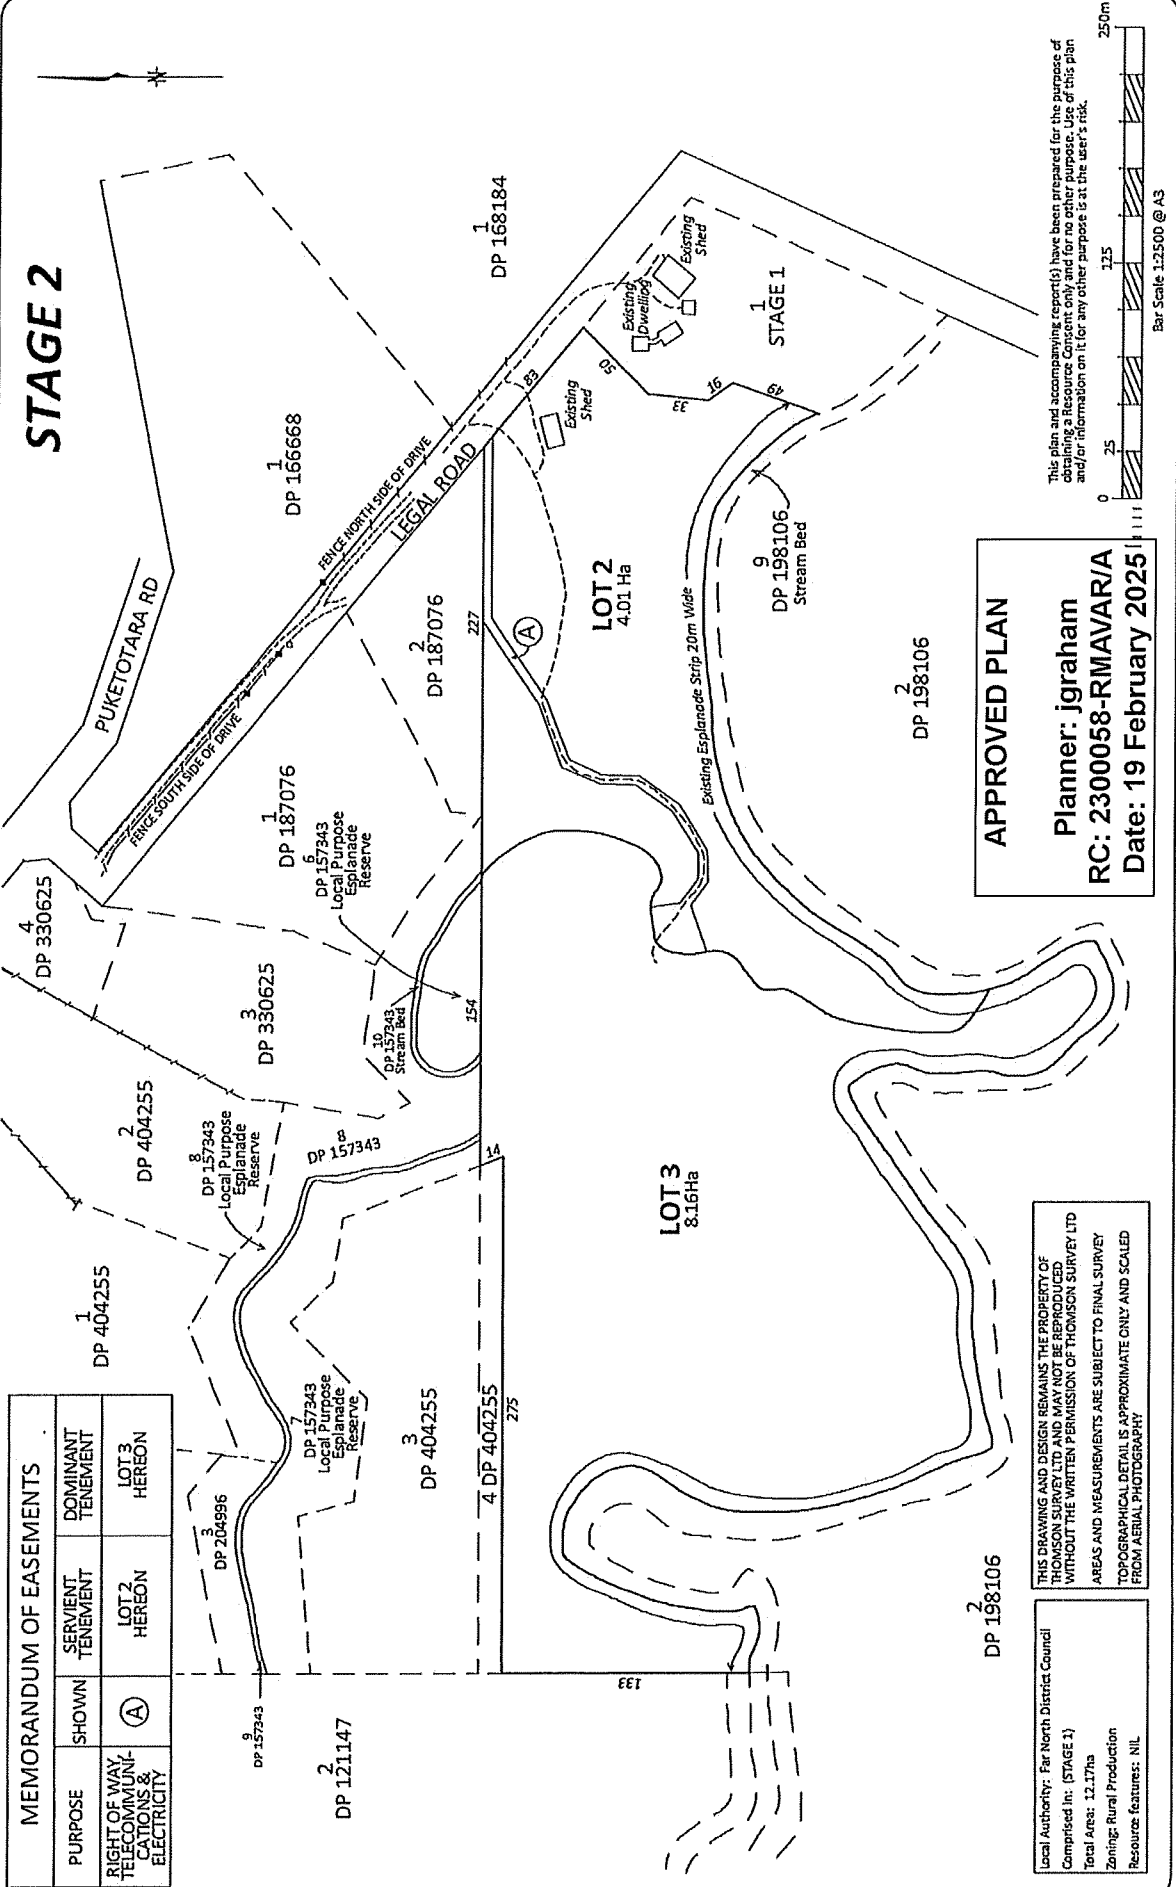 STAGE 2
N
MEMORANDUM OF EASEMENTS
PURPOSE
SHOWN
SERVIENT
TENEMENT
DOMINANT
TENEMENT
RIGHT OF WAY,
TELECOMMUNI-
CATIONS &
ELECTRICITY
A
LOT 2
HEREON
LOT 3
HEREON
PUKETOTARA RD
1
DP 166668
1
DP 168184
FENCE NORTH SIDE OF DRIVE
LEGAL ROAD
FENCE SOUTH SIDE OF DRIVE
4
DP 330625
3
DP 330625
2
DP 404255
1
DP 404255
1
DP 187076
2
DP 187076
6
DP 157343
Local Purpose
Esplanade
Reserve
10
DP 157343
Stream Bed
8
DP 157343
Local Purpose
Esplanade
Reserve
8
DP 157343
7
DP 157343
Local Purpose
Esplanade
Reserve
3
DP 204996
9
DP 157343
2
DP 121147
3
DP 404255
4 DP 404255
275
14
154
227
83
50
33
16
49
133
A
Existing
Shed
Existing
Dwelling
Existing
Shed
1
STAGE 1
LOT 2
4.01 Ha
LOT 3
8.16Ha
Existing Esplanade Strip 20m Wide
9
DP 198106
Stream Bed
2
DP 198106
2
DP 198106
Local Authority: Far North District Council
Comprised in: (STAGE 1)
Total Area: 12.17ha
Zoning: Rural Production
Resource features: NIL
THIS DRAWING AND DESIGN REMAINS THE PROPERTY OF
THOMSON SURVEY LTD AND MAY NOT BE REPRODUCED
WITHOUT THE WRITTEN PERMISSION OF THOMSON SURVEY LTD
AREAS AND MEASUREMENTS ARE SUBJECT TO FINAL SURVEY
TOPOGRAPHICAL DETAIL IS APPROXIMATE ONLY AND SCALED
FROM AERIAL PHOTOGRAPHY
APPROVED PLAN
Planner: jgraham
RC: 2300058-RMAVAR/A
Date: 19 February 2025
This plan and accompanying report(s) have been prepared for the purpose of
obtaining a Resource Consent only and for no other purpose. Use of this plan
and/or information on it for any other purpose is at the user's risk.
0
25
125
250m
Bar Scale 1:2500 @ A3